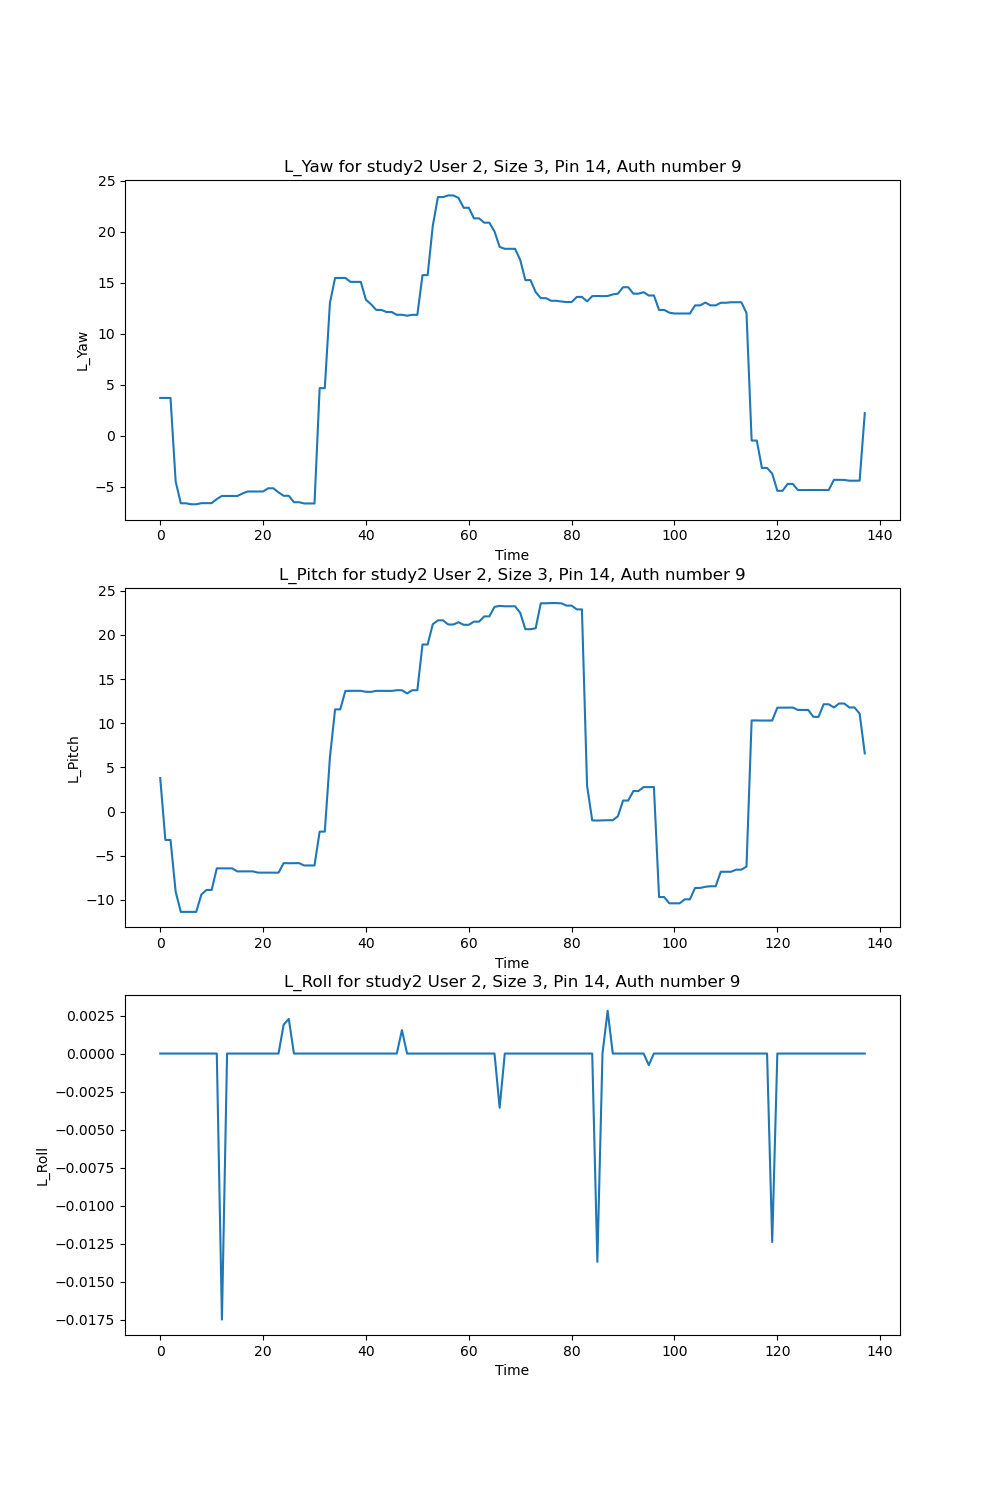 L_Yaw for study2 User 2, Size 3, Pin 14, Auth number 9
25
20
15
10
5
0
−5
L_Yaw
0 20 40 60 80 100 120 140
Time
L_Pitch for study2 User 2, Size 3, Pin 14, Auth number 9
25
20
15
10
5
0
−5
−10
L_Pitch
0 20 40 60 80 100 120 140
Time
L_Roll for study2 User 2, Size 3, Pin 14, Auth number 9
0.0025
0.0000
−0.0025
−0.0050
−0.0075
−0.0100
−0.0125
−0.0150
−0.0175
L_Roll
0 20 40 60 80 100 120 140
Time